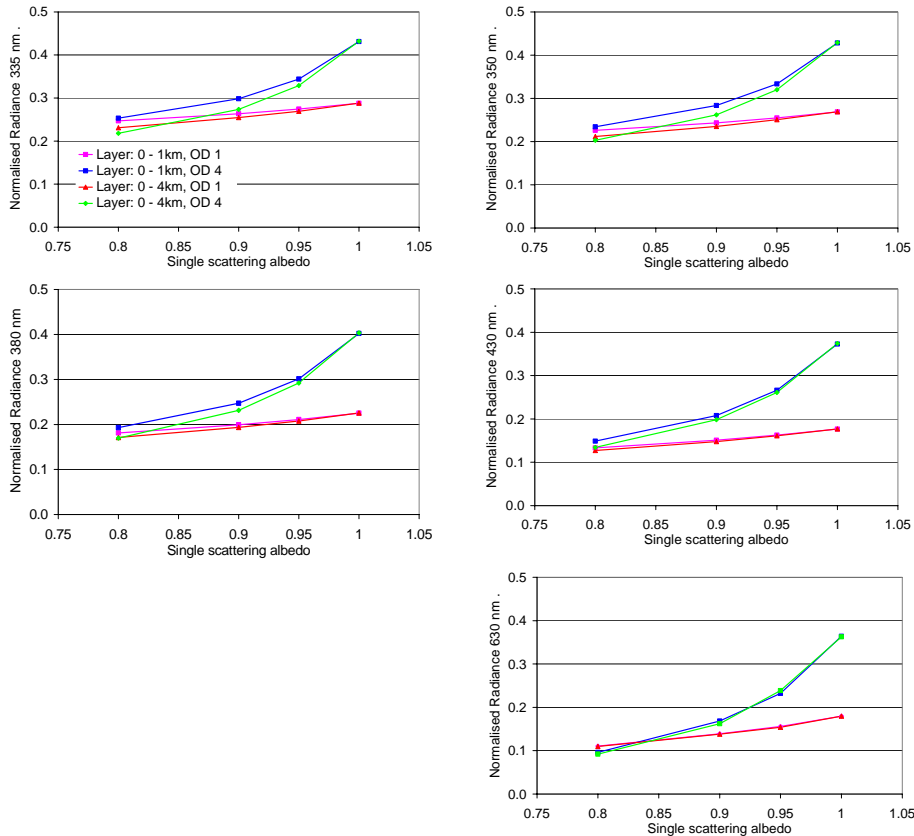 0.5
0.4
0.3
0.2
0.1
0.0
Normalised Radiance 335 nm .
Layer: 0 - 1km, OD 1
Layer: 0 - 1km, OD 4
Layer: 0 - 4km, OD 1
Layer: 0 - 4km, OD 4
0.75 0.8 0.85 0.9 0.95 1 1.05
Single scattering albedo
0.5
0.4
0.3
0.2
0.1
0.0
Normalised Radiance 350 nm .
0.75 0.8 0.85 0.9 0.95 1 1.05
Single scattering albedo
0.5
0.4
0.3
0.2
0.1
0.0
Normalised Radiance 380 nm
0.75 0.8 0.85 0.9 0.95 1 1.05
Single scattering albedo
0.5
0.4
0.3
0.2
0.1
0.0
Normalised Radiance 430 nm .
0.75 0.8 0.85 0.9 0.95 1 1.05
Single scattering albedo
0.5
0.4
0.3
0.2
0.1
0.0
Normalised Radiance 630 nm .
0.75 0.8 0.85 0.9 0.95 1 1.05
Single scattering albedo